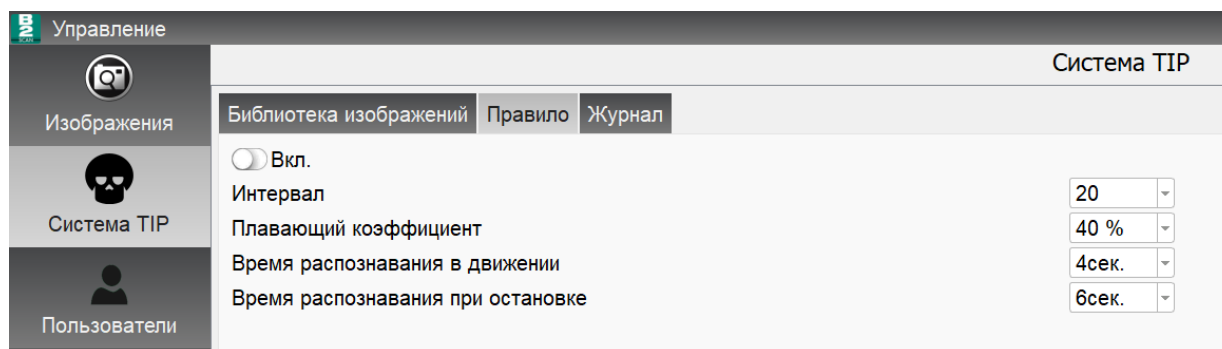 B2 SCAN Управление
Система TIP
Изображения
Библиотека изображений Правило Журнал
Вкл.
Интервал 20
Система TIP
Плавающий коэффициент 40 %
Время распознавания в движении 4сек.
Время распознавания при остановке 6сек.
Пользователи